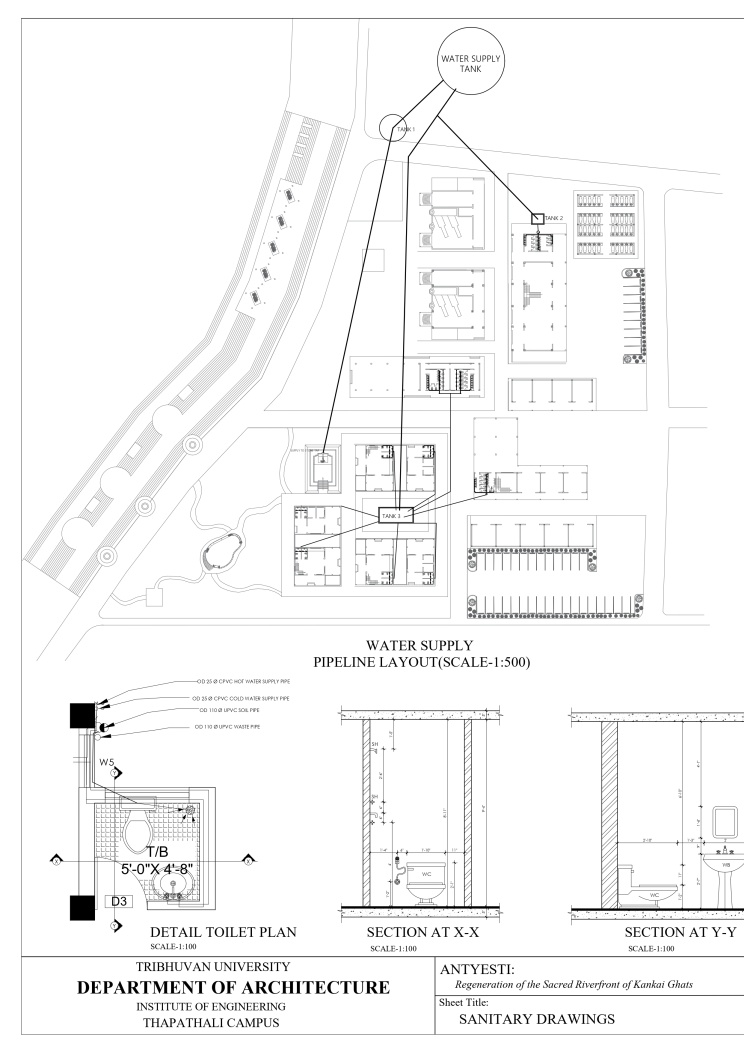 WATER SUPPLY
TANK
TANK 1
TANK 2
TANK 3
WATER SUPPLY
PIPELINE LAYOUT(SCALE-1:500)
OD 25 Ø CPVC HOT WATER SUPPLY PIPE
OD 25 Ø CPVC COLD WATER SUPPLY PIPE
OD 110 Ø UPVC SOIL PIPE
OD 110 Ø UPVC WASTE PIPE
W5
Y
T/B
5'-0"X 4'-8"
X
X
D3
Y
DETAIL TOILET PLAN
SCALE-1:100
SH
SH
WC
SECTION AT X-X
SCALE-1:100
WC
WB
SECTION AT Y-Y
SCALE-1:100
TRIBHUVAN UNIVERSITY
DEPARTMENT OF ARCHITECTURE
INSTITUTE OF ENGINEERING
THAPATHALI CAMPUS
ANTYESTI:
Regeneration of the Sacred Riverfront of Kankai Ghats
Sheet Title:
SANITARY DRAWINGS